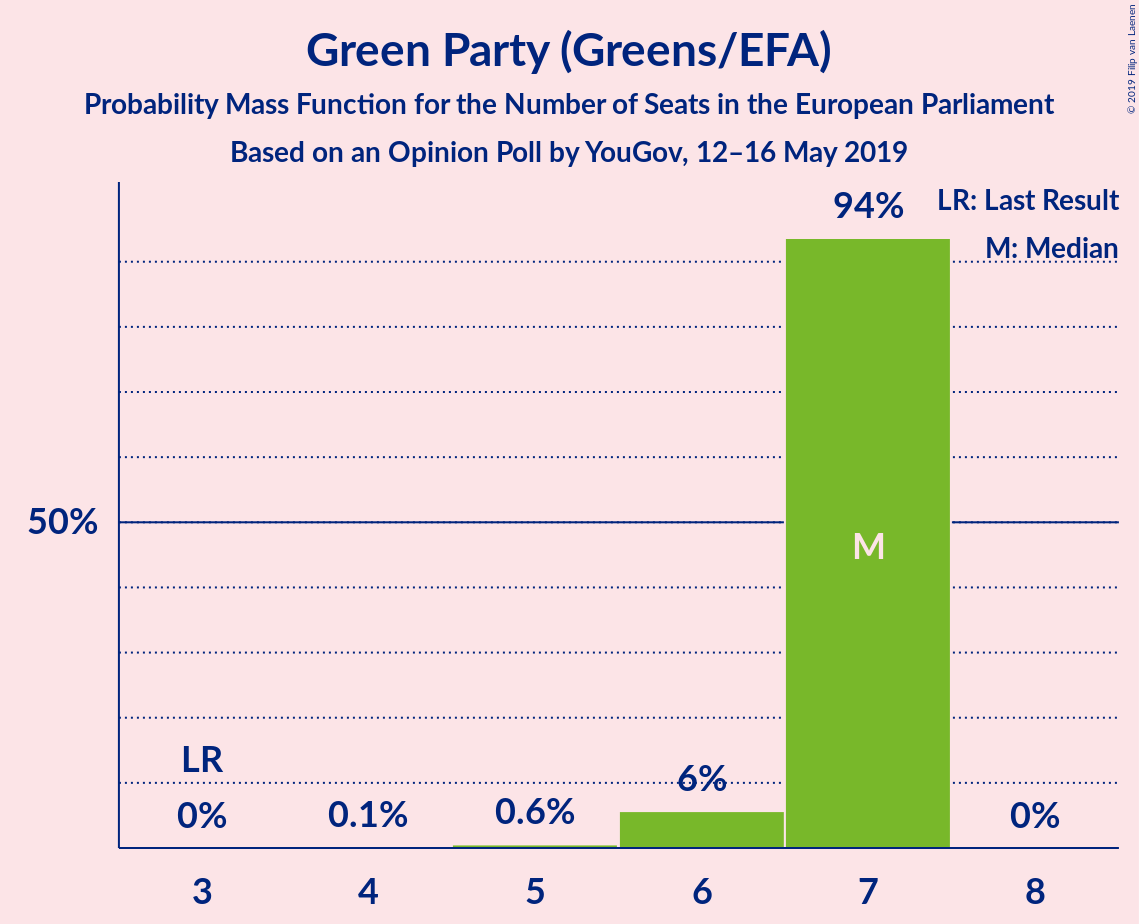 Green Party (Greens/EFA)
Probability Mass Function for the Number of Seats in the European Parliament
Based on an Opinion Poll by YouGov, 12–16 May 2019
© 2019 Filip van Laenen
LR: Last Result
M: Median
94%
50%
M
LR
0%
0.1%
0.6%
6%
0%
3
4
5
6
7
8